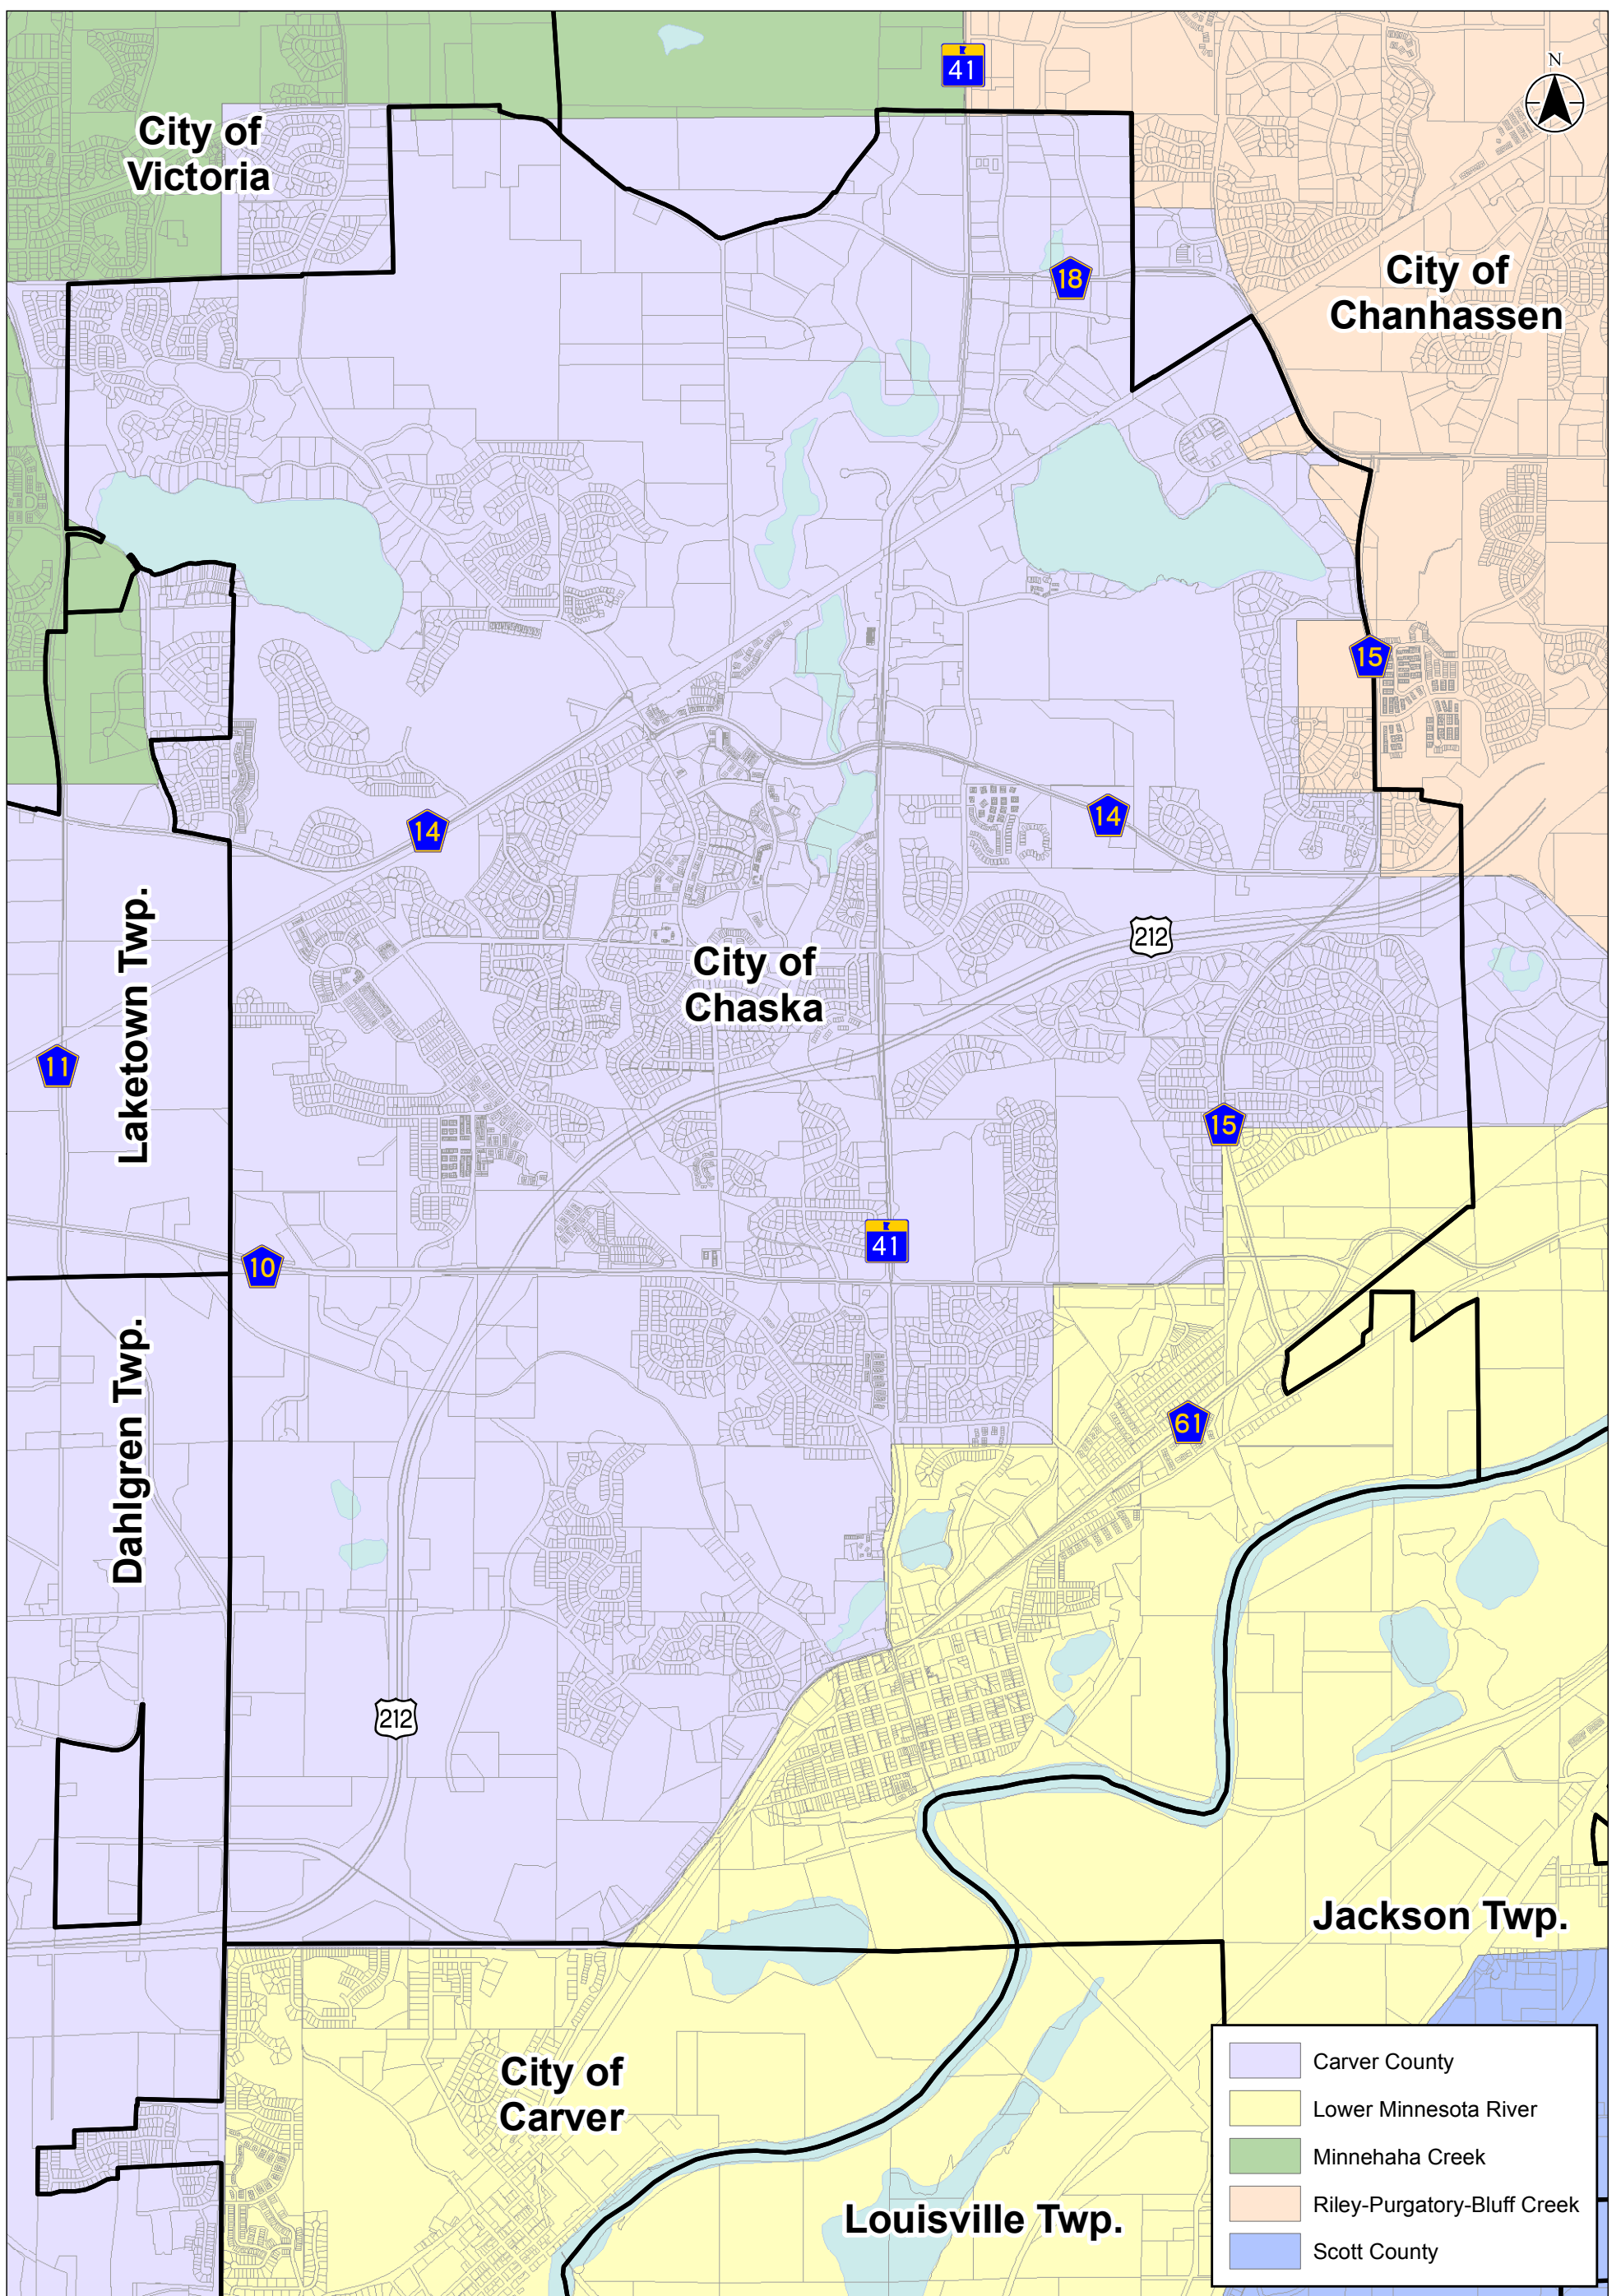 41
N
City of
Victoria
18
City of
Chanhassen
15
14
14
212
City of
Chaska
Laketown Twp.
11
15
41
10
Dahlgren Twp.
61
212
Jackson Twp.
City of
Carver
Louisville Twp.
Carver County
Lower Minnesota River
Minnehaha Creek
Riley-Purgatory-Bluff Creek
Scott County